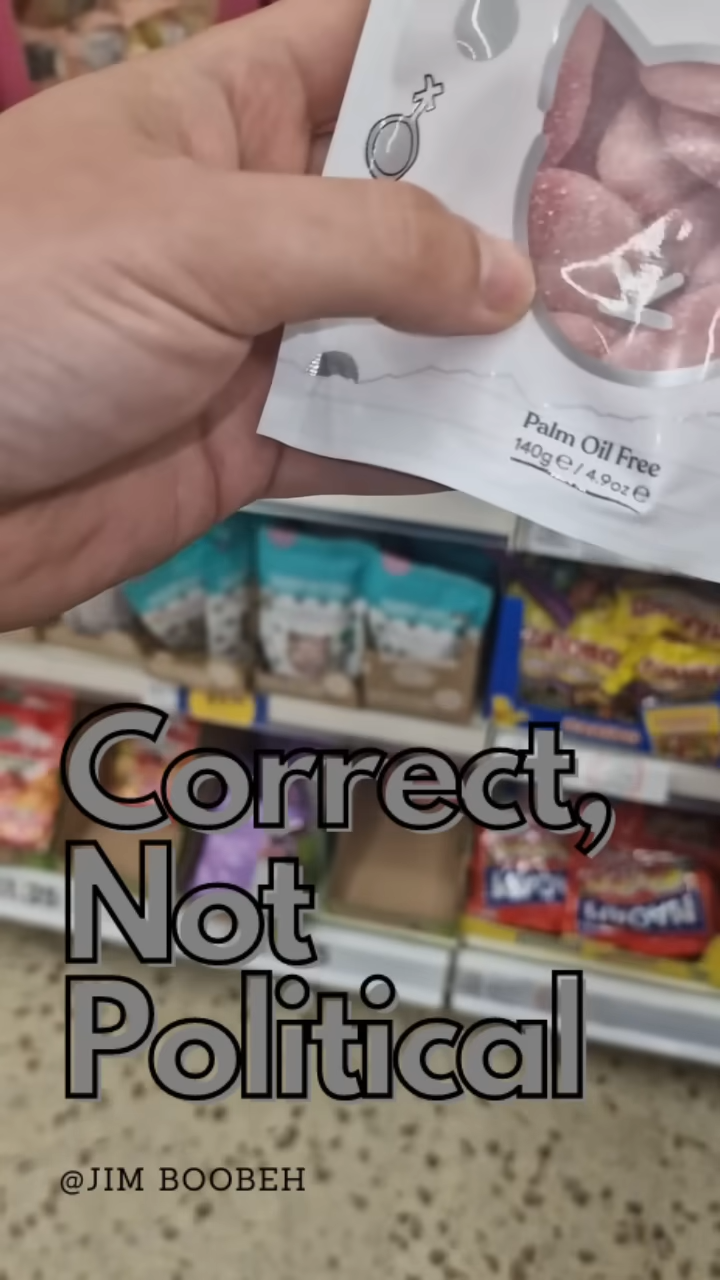 Palm Oil Free
140g ℮ / 4.9oz ℮
Correct,
Not
Political
@JIM BOOBEH